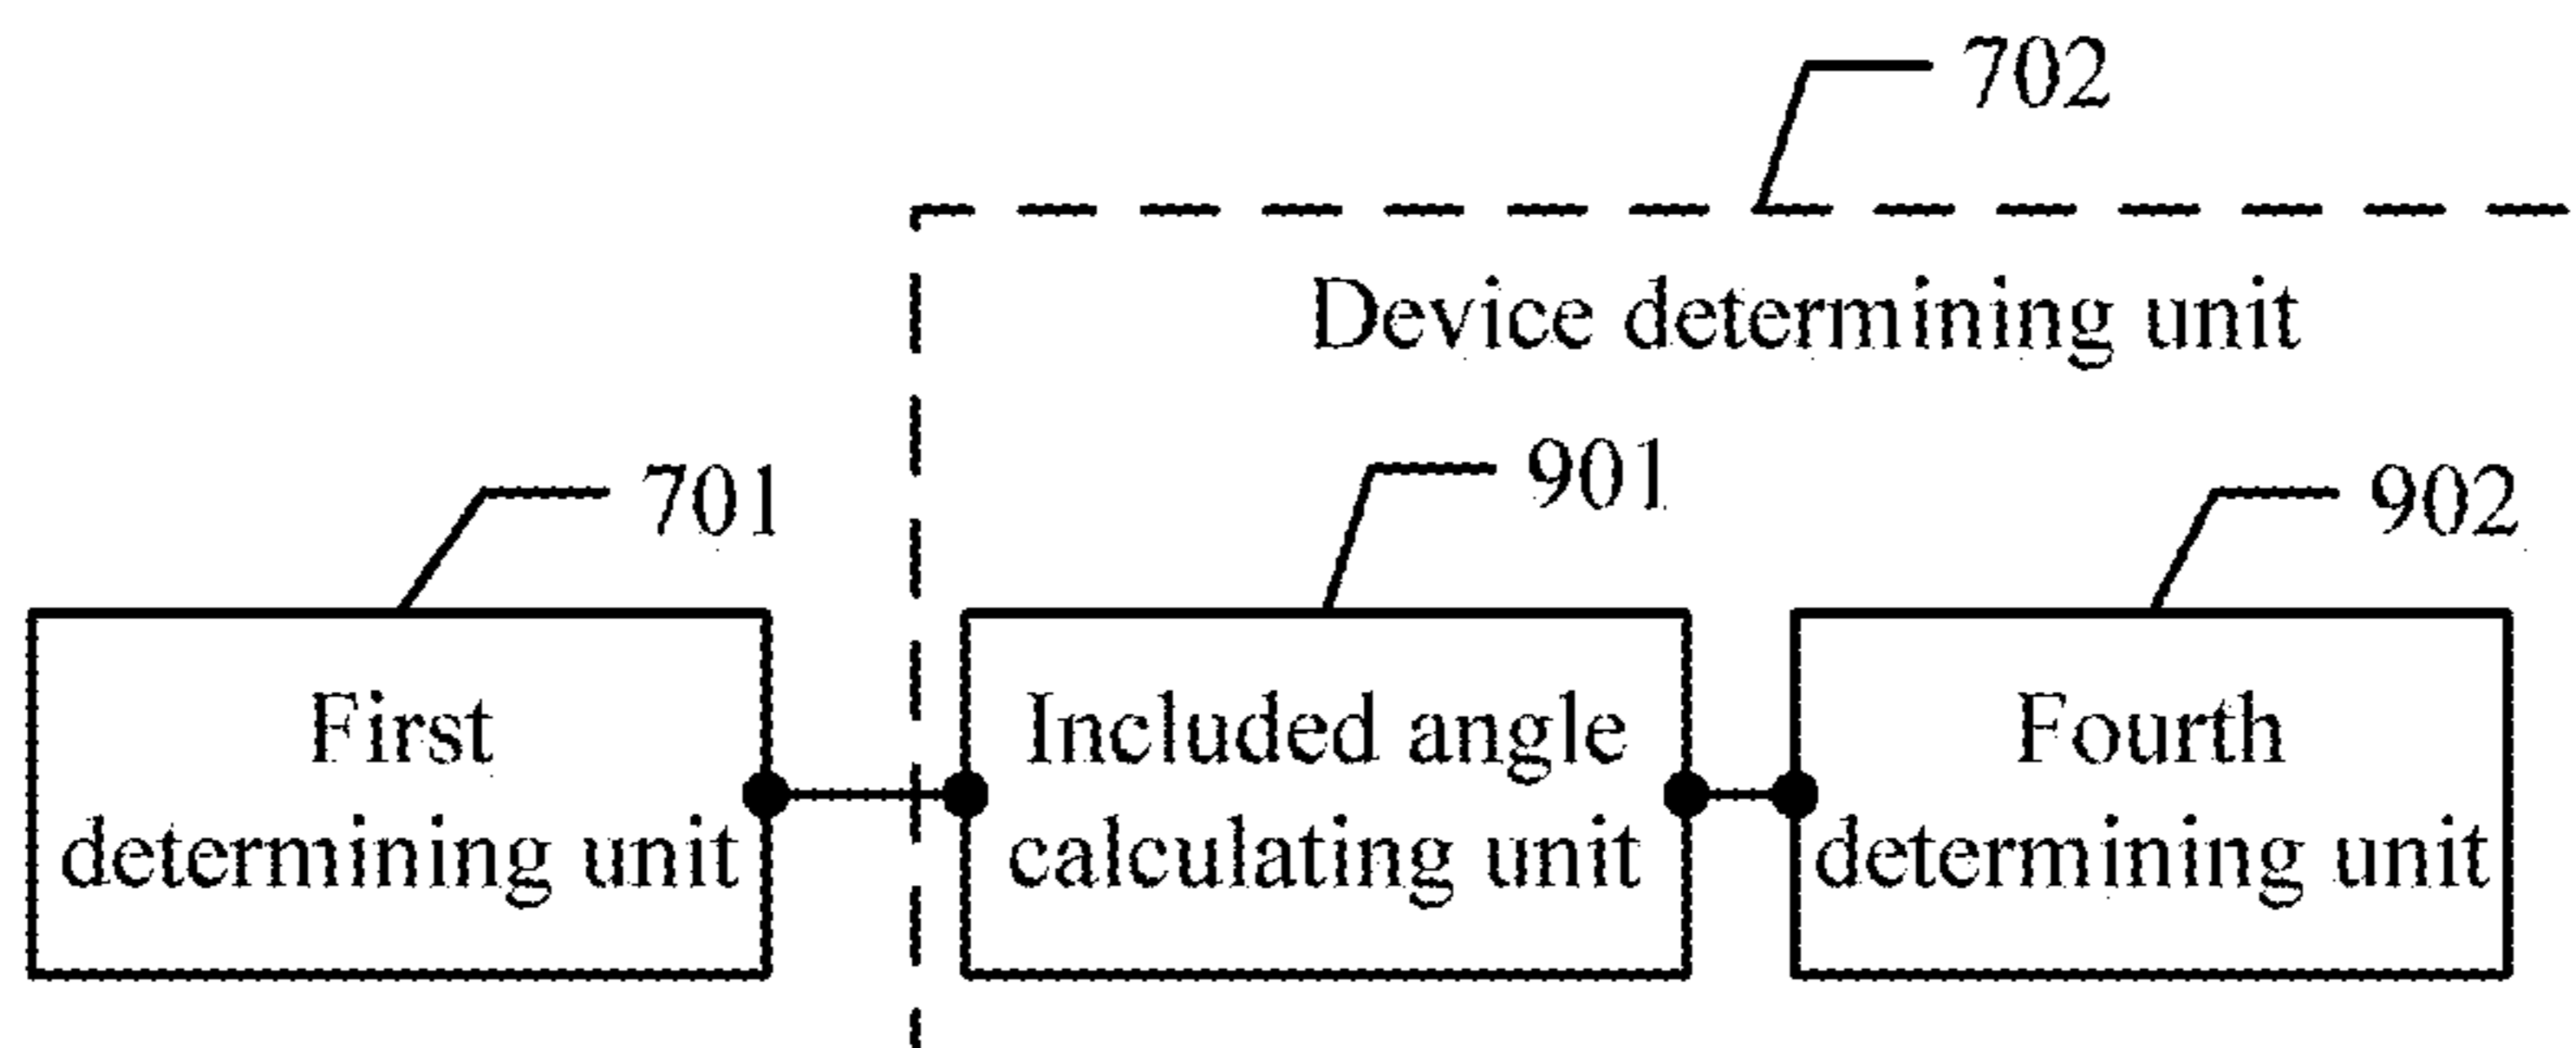 702
Device determining unit
701
901
902
First
determining unit
Included angle
calculating unit
Fourth
determining unit